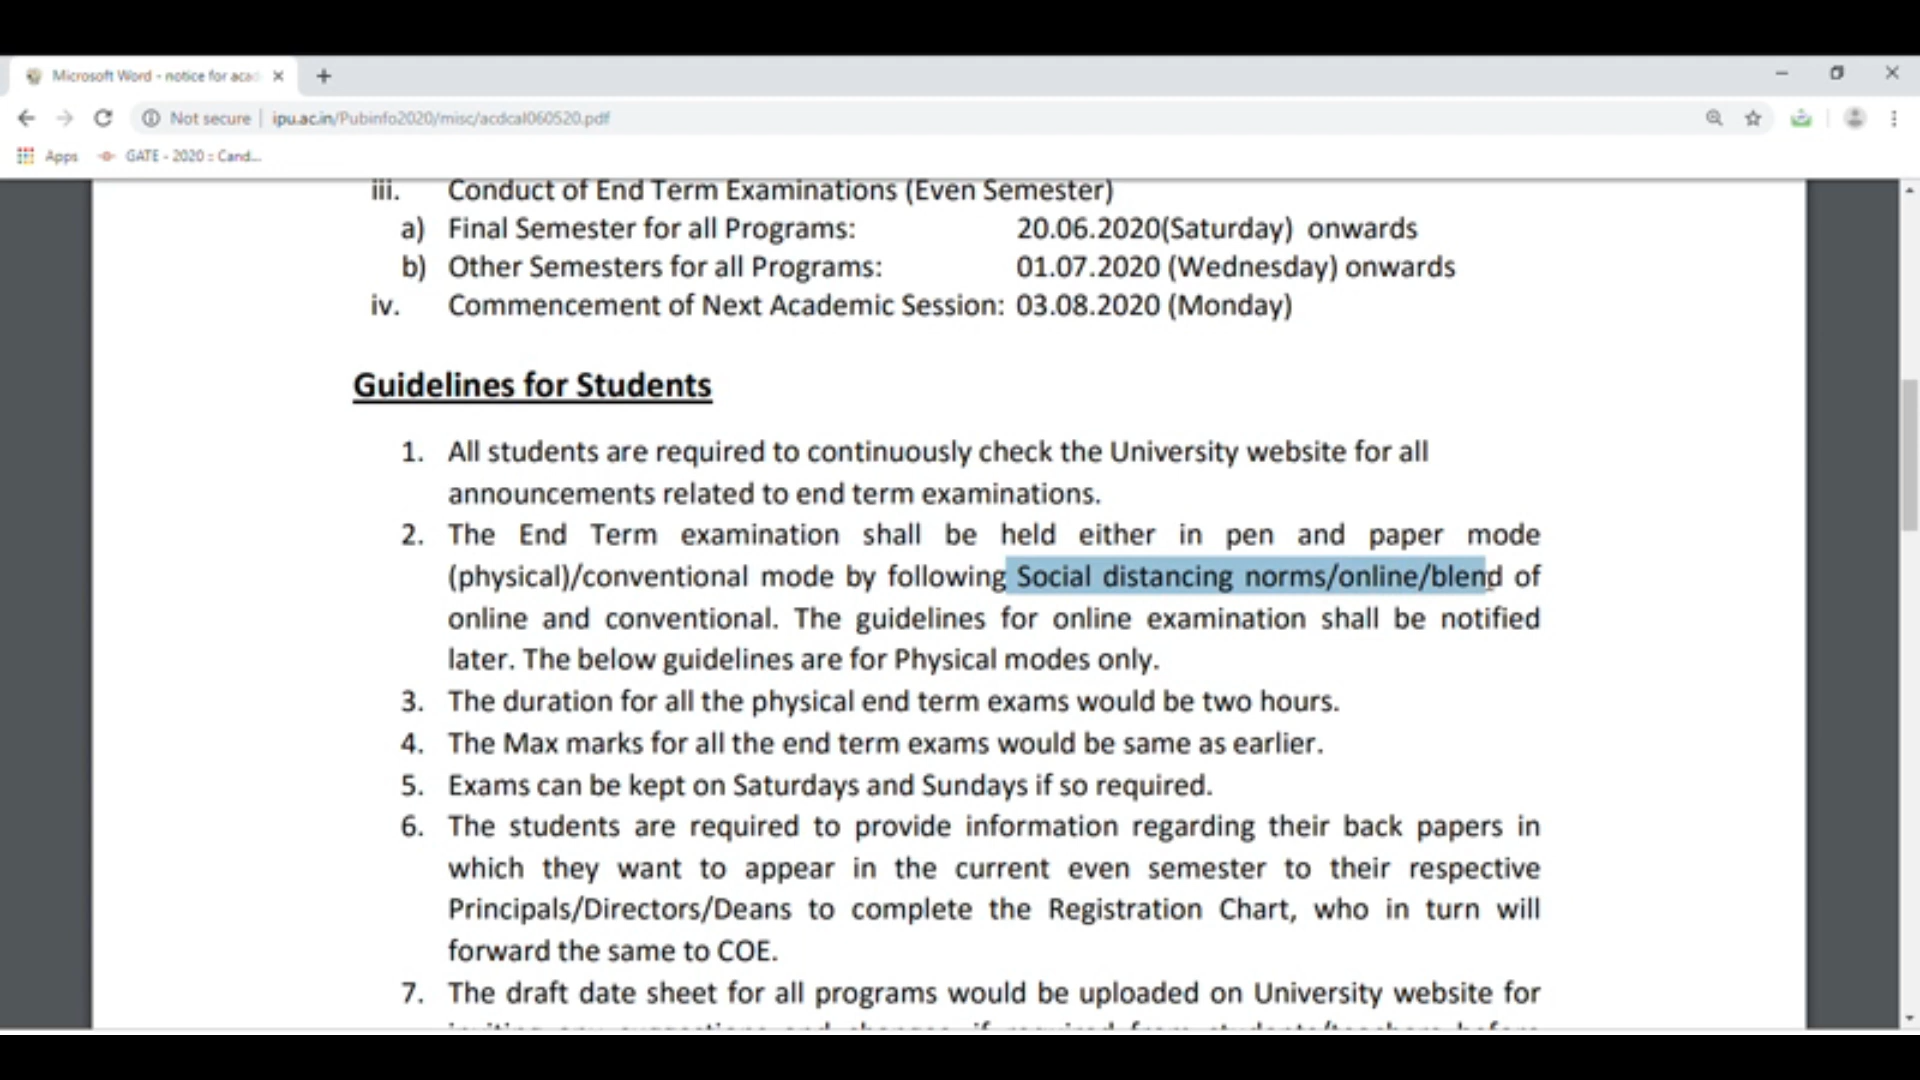 Microsoft Word - notice for acad
Not secure | ipu.ac.in/Pubinfo2020/misc/acdcal060520.pdf
Apps GATE - 2020 :: Cand...
iii. Conduct of End Term Examinations (Even Semester)
a) Final Semester for all Programs: 20.06.2020(Saturday) onwards
b) Other Semesters for all Programs: 01.07.2020 (Wednesday) onwards
iv. Commencement of Next Academic Session: 03.08.2020 (Monday)
Guidelines for Students
1. All students are required to continuously check the University website for all
announcements related to end term examinations.
2. The End Term examination shall be held either in pen and paper mode
(physical)/conventional mode by following Social distancing norms/online/blend of
online and conventional. The guidelines for online examination shall be notified
later. The below guidelines are for Physical modes only.
3. The duration for all the physical end term exams would be two hours.
4. The Max marks for all the end term exams would be same as earlier.
5. Exams can be kept on Saturdays and Sundays if so required.
6. The students are required to provide information regarding their back papers in
which they want to appear in the current even semester to their respective
Principals/Directors/Deans to complete the Registration Chart, who in turn will
forward the same to COE.
7. The draft date sheet for all programs would be uploaded on University website for